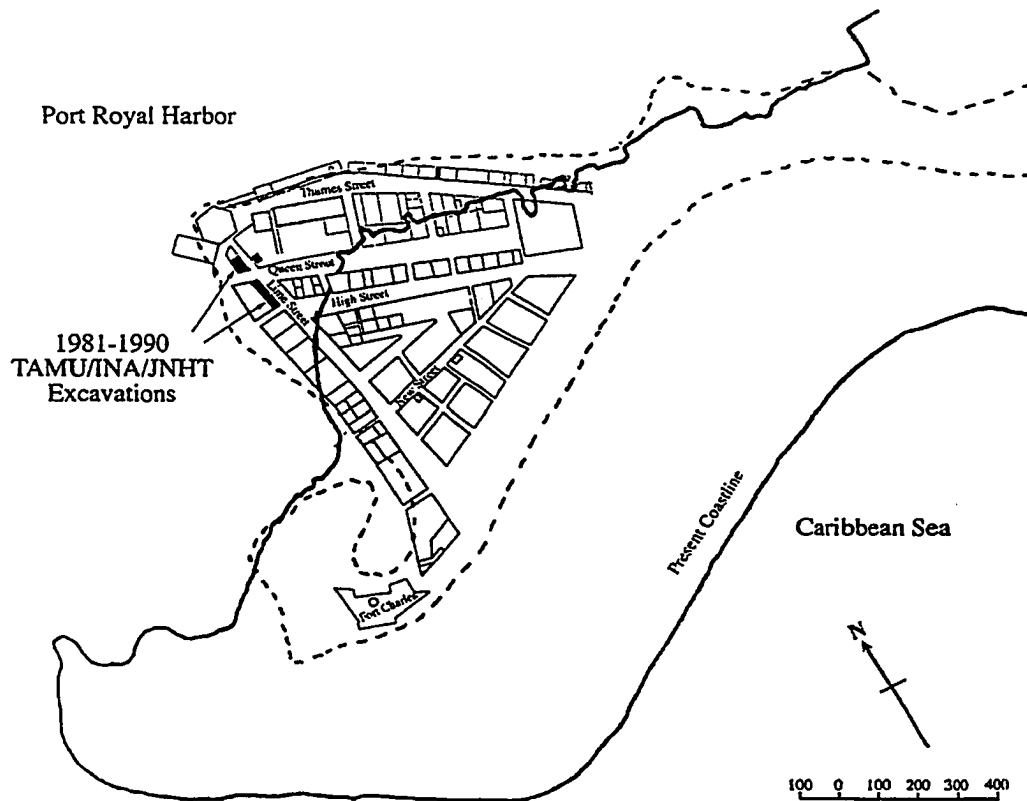 Port Royal Harbor
Thames Street
Queen Street
Lime Street
High Street
1981-1990
TAMU/INA/JNHT
Excavations
New Street
Present Coastline
Caribbean Sea
Fort Charles
N
100 0 100 200 300 400